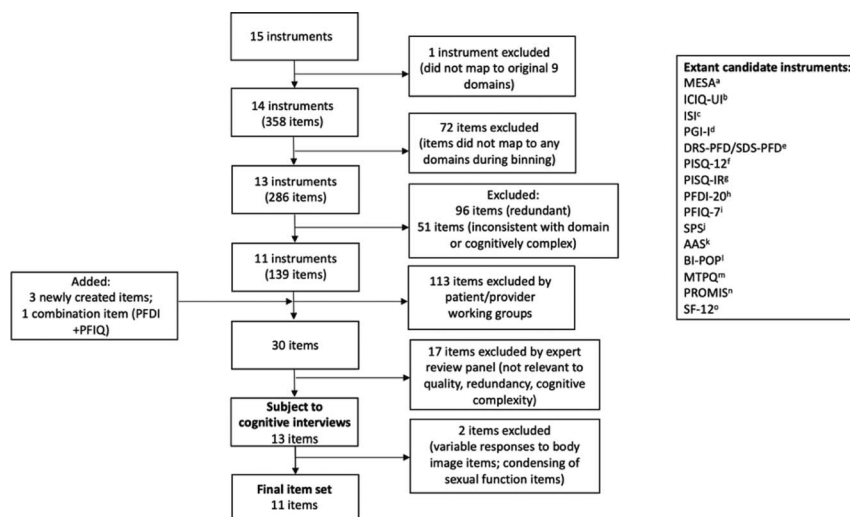 15 instruments
1 instrument excluded
(did not map to original 9
domains)
14 instruments
(358 items)
72 items excluded
(items did not map to any
domains during binning)
13 instruments
(286 items)
Excluded:
96 items (redundant)
51 items (inconsistent with domain
or cognitively complex)
11 instruments
(139 items)
Added:
3 newly created items;
1 combination item (PFDI
+PFIQ)
113 items excluded by
patient/provider
working groups
30 items
17 items excluded by expert
review panel (not relevant to
quality, redundancy, cognitive
complexity)
Subject to
cognitive interviews
13 items
2 items excluded
(variable responses to body
image items; condensing of
sexual function items)
Final item set
11 items
Extant candidate instruments:
MESAᵃ
ICIQ-UIᵇ
ISIᶜ
PGI-Iᵈ
DRS-PFD/SDS-PFDᵉ
PISQ-12ᶠ
PISQ-IRᵍ
PFDI-20ʰ
PFIQ-7ⁱ
SPSʲ
AASᵏ
BI-POPˡ
MTPQᵐ
PROMISⁿ
SF-12ᵒ